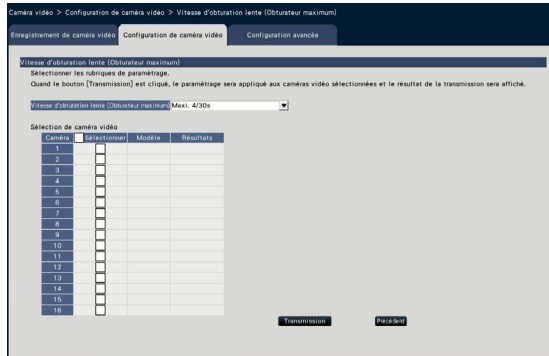 Caméra vidéo > Configuration de caméra vidéo > Vitesse d'obturation lente (Obturateur maximum)
Enregistrement de caméra vidéo Configuration de caméra vidéo Configuration avancée
Vitesse d'obturation lente (Obturateur maximum)
Sélectionner les rubriques de paramétrage.
Quand le bouton [Transmission] est cliqué, le paramétrage sera appliqué aux caméras vidéo sélectionnées et le résultat de la transmission sera affiché.
Vitesse d'obturation lente (Obturateur maximum) Maxi. 4/30s
Sélection de caméra vidéo
Caméra Sélectionner Modèle Résultats
1
2
3
4
5
6
7
8
9
10
11
12
13
14
15
16
Transmission Précédent